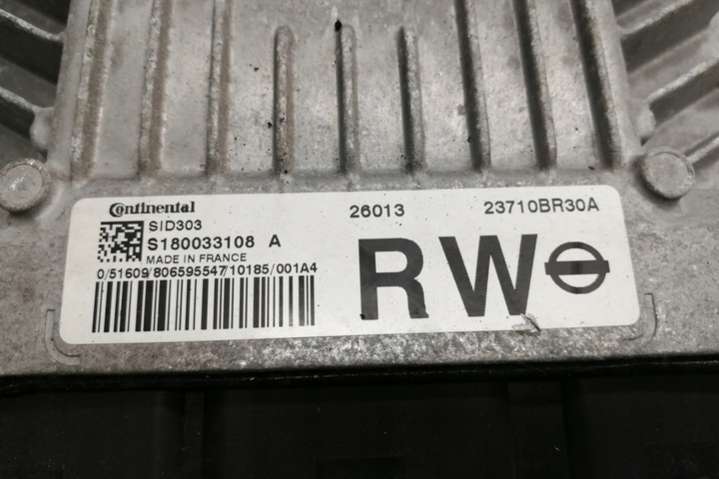 Continental
SID303
S180033108 A
MADE IN FRANCE
0/51609/806595547/10185/001A4
26013
23710BR30A
RW